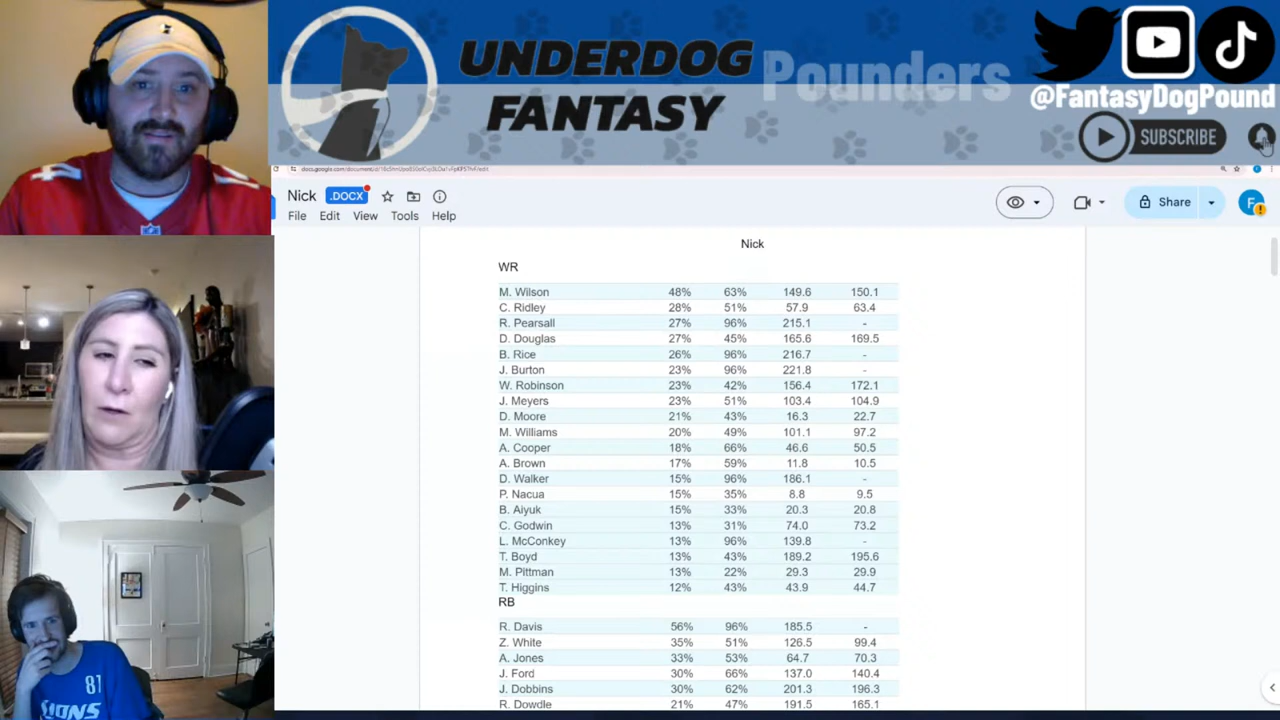 UNDERDOG
FANTASY
Pounders
@FantasyDogPound
SUBSCRIBE
Nick
.DOCX
File Edit View Tools Help
Share
F
Nick
WR
M. Wilson 48% 63% 149.6 150.1
C. Ridley 28% 51% 57.9 63.4
R. Pearsall 27% 96% 215.1 -
D. Douglas 27% 45% 165.6 169.5
B. Rice 26% 96% 216.7 -
J. Burton 23% 96% 221.8 -
W. Robinson 23% 42% 156.4 172.1
J. Meyers 23% 51% 103.4 104.9
D. Moore 21% 43% 16.3 22.7
M. Williams 20% 49% 101.1 97.2
A. Cooper 18% 66% 46.6 50.5
A. Brown 17% 59% 11.8 10.5
D. Walker 15% 96% 186.1 -
P. Nacua 15% 35% 8.8 9.5
B. Aiyuk 15% 33% 20.3 20.8
C. Godwin 13% 31% 74.0 73.2
L. McConkey 13% 96% 139.8 -
T. Boyd 13% 43% 189.2 195.6
M. Pittman 13% 22% 29.3 29.9
T. Higgins 12% 43% 43.9 44.7
RB
R. Davis 56% 96% 185.5 -
Z. White 35% 51% 126.5 99.4
A. Jones 33% 53% 64.7 70.3
J. Ford 30% 66% 137.0 140.4
J. Dobbins 30% 62% 201.3 196.3
R. Dowdle 21% 47% 191.5 165.1
81
LIONS